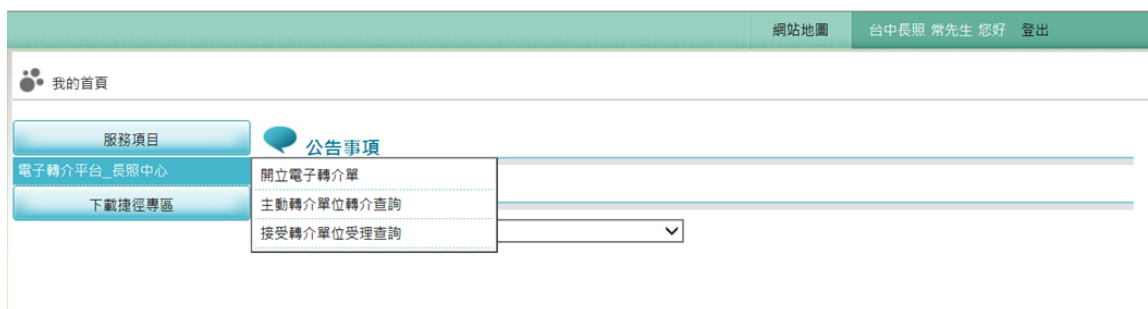 網站地圖
台中長照 常先生 您好 登出
我的首頁
服務項目
公告事項
電子轉介平台_長照中心
開立電子轉介單
下載捷徑專區
主動轉介單位轉介查詢
接受轉介單位受理查詢